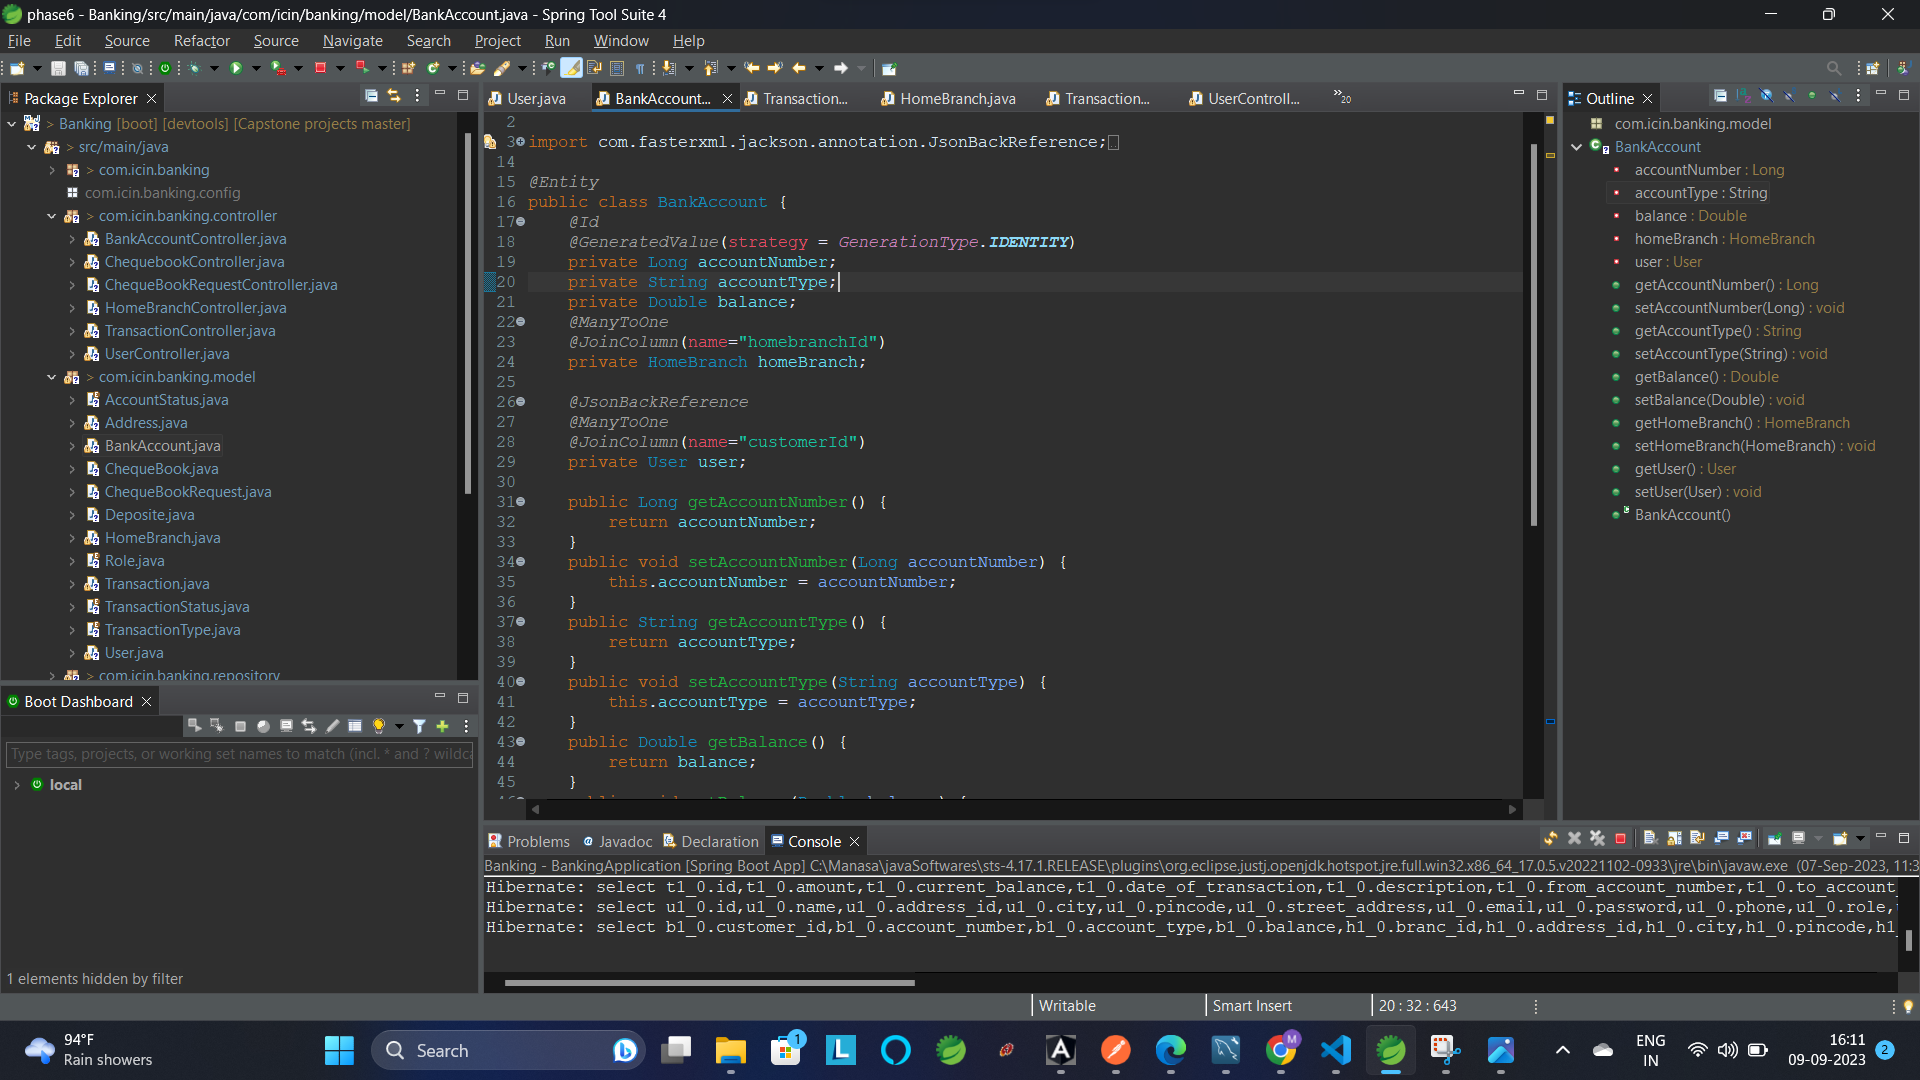 phase6 - Banking/src/main/java/com/icin/banking/model/BankAccount.java - Spring Tool Suite 4
File Edit Source Refactor Source Navigate Search Project Run Window Help
Package Explorer
> Banking [boot] [devtools] [Capstone projects master]
> src/main/java
> com.icin.banking
com.icin.banking.config
> com.icin.banking.controller
BankAccountController.java
ChequebookController.java
ChequeBookRequestController.java
HomeBranchController.java
TransactionController.java
UserController.java
> com.icin.banking.model
AccountStatus.java
Address.java
BankAccount.java
ChequeBook.java
ChequeBookRequest.java
Deposite.java
HomeBranch.java
Role.java
Transaction.java
TransactionStatus.java
TransactionType.java
User.java
> com.icin.banking.repository
Boot Dashboard
Type tags, projects, or working set names to match (incl. * and ? wildca
local
1 elements hidden by filter
User.java BankAccount... Transaction... HomeBranch.java Transaction... UserControll... »20
2
3 import com.fasterxml.jackson.annotation.JsonBackReference;
14
15 @Entity
16 public class BankAccount {
17 @Id
18 @GeneratedValue(strategy = GenerationType.IDENTITY)
19 private Long accountNumber;
20 private String accountType;
21 private Double balance;
22 @ManyToOne
23 @JoinColumn(name="homebranchId")
24 private HomeBranch homeBranch;
25
26 @JsonBackReference
27 @ManyToOne
28 @JoinColumn(name="customerId")
29 private User user;
30
31 public Long getAccountNumber() {
32 return accountNumber;
33 }
34 public void setAccountNumber(Long accountNumber) {
35 this.accountNumber = accountNumber;
36 }
37 public String getAccountType() {
38 return accountType;
39 }
40 public void setAccountType(String accountType) {
41 this.accountType = accountType;
42 }
43 public Double getBalance() {
44 return balance;
45 }
Outline
com.icin.banking.model
BankAccount
accountNumber : Long
accountType : String
balance : Double
homeBranch : HomeBranch
user : User
getAccountNumber() : Long
setAccountNumber(Long) : void
getAccountType() : String
setAccountType(String) : void
getBalance() : Double
setBalance(Double) : void
getHomeBranch() : HomeBranch
setHomeBranch(HomeBranch) : void
getUser() : User
setUser(User) : void
BankAccount()
Problems Javadoc Declaration Console
Banking - BankingApplication [Spring Boot App] C:\Manasa\javaSoftwares\sts-4.17.1.RELEASE\plugins\org.eclipse.justj.openjdk.hotspot.jre.full.win32.x86_64_17.0.5.v20221102-0933\jre\bin\javaw.exe (07-Sep-2023, 11:3
Hibernate: select t1_0.id,t1_0.amount,t1_0.current_balance,t1_0.date_of_transaction,t1_0.description,t1_0.from_account_number,t1_0.to_account
Hibernate: select u1_0.id,u1_0.name,u1_0.address_id,u1_0.city,u1_0.pincode,u1_0.street_address,u1_0.email,u1_0.password,u1_0.phone,u1_0.role,
Hibernate: select b1_0.customer_id,b1_0.account_number,b1_0.account_type,b1_0.balance,h1_0.branc_id,h1_0.address_id,h1_0.city,h1_0.pincode,h1_
Writable Smart Insert 20 : 32 : 643
94°F
Rain showers
Search
1
M
ENG
IN
16:11
09-09-2023
2